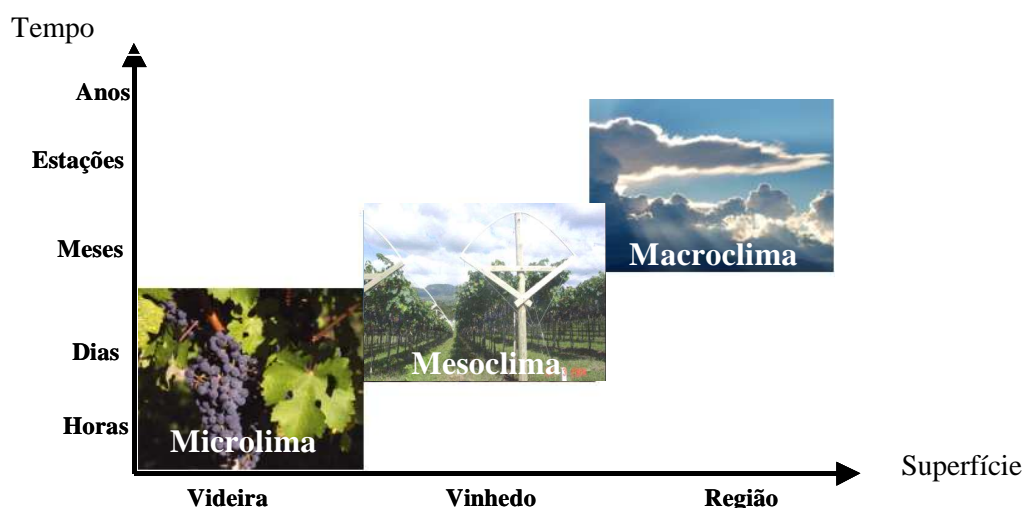 Tempo
Anos
Estações
Meses
Macroclima
Dias
Mesoclima
Horas
Microlima
Superfície
Videira
Vinhedo
Região